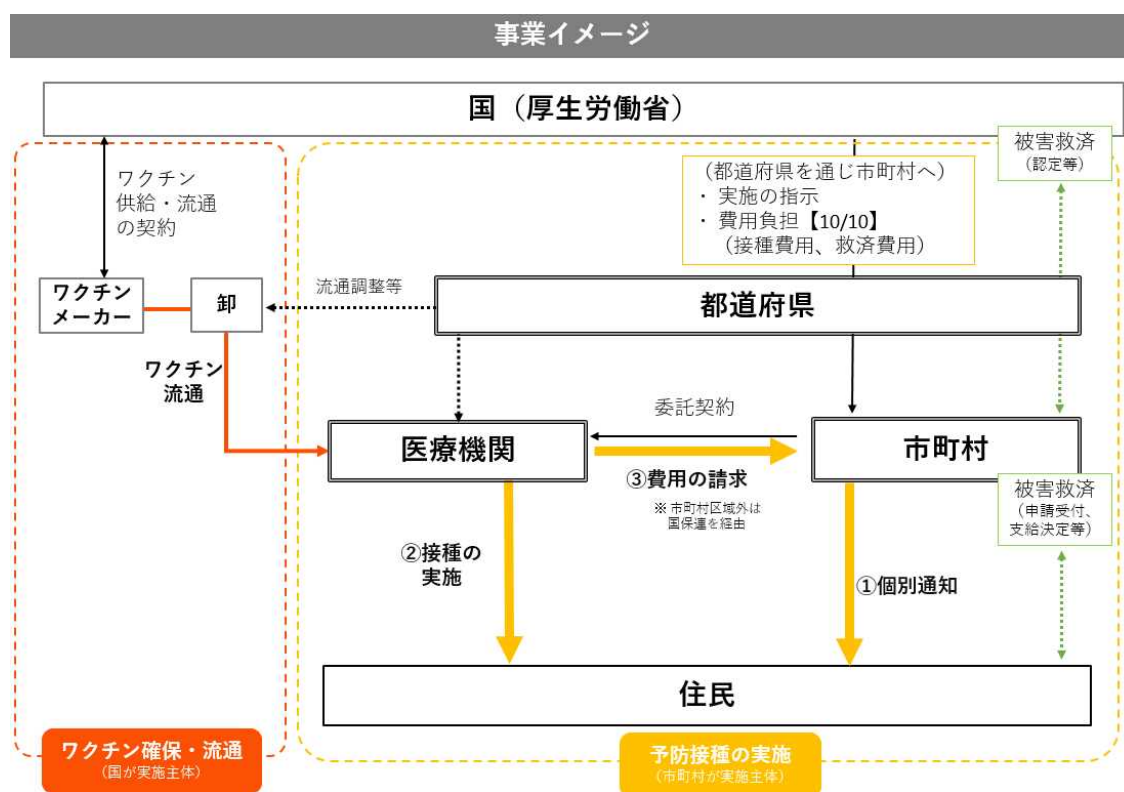 事業イメージ
国（厚生労働省）
被害救済
（認定等）
ワクチン
供給・流通
の契約
（都道府県を通じ市町村へ）
・ 実施の指示
・ 費用負担【10/10】
（接種費用、救済費用）
ワクチン
メーカー
卸
流通調整等
都道府県
ワクチン
流通
委託契約
医療機関
市町村
③費用の請求
※ 市町村区域外は
国保連を経由
被害救済
（申請受付、
支給決定等）
②接種の
実施
①個別通知
住民
ワクチン確保・流通
（国が実施主体）
予防接種の実施
（市町村が実施主体）